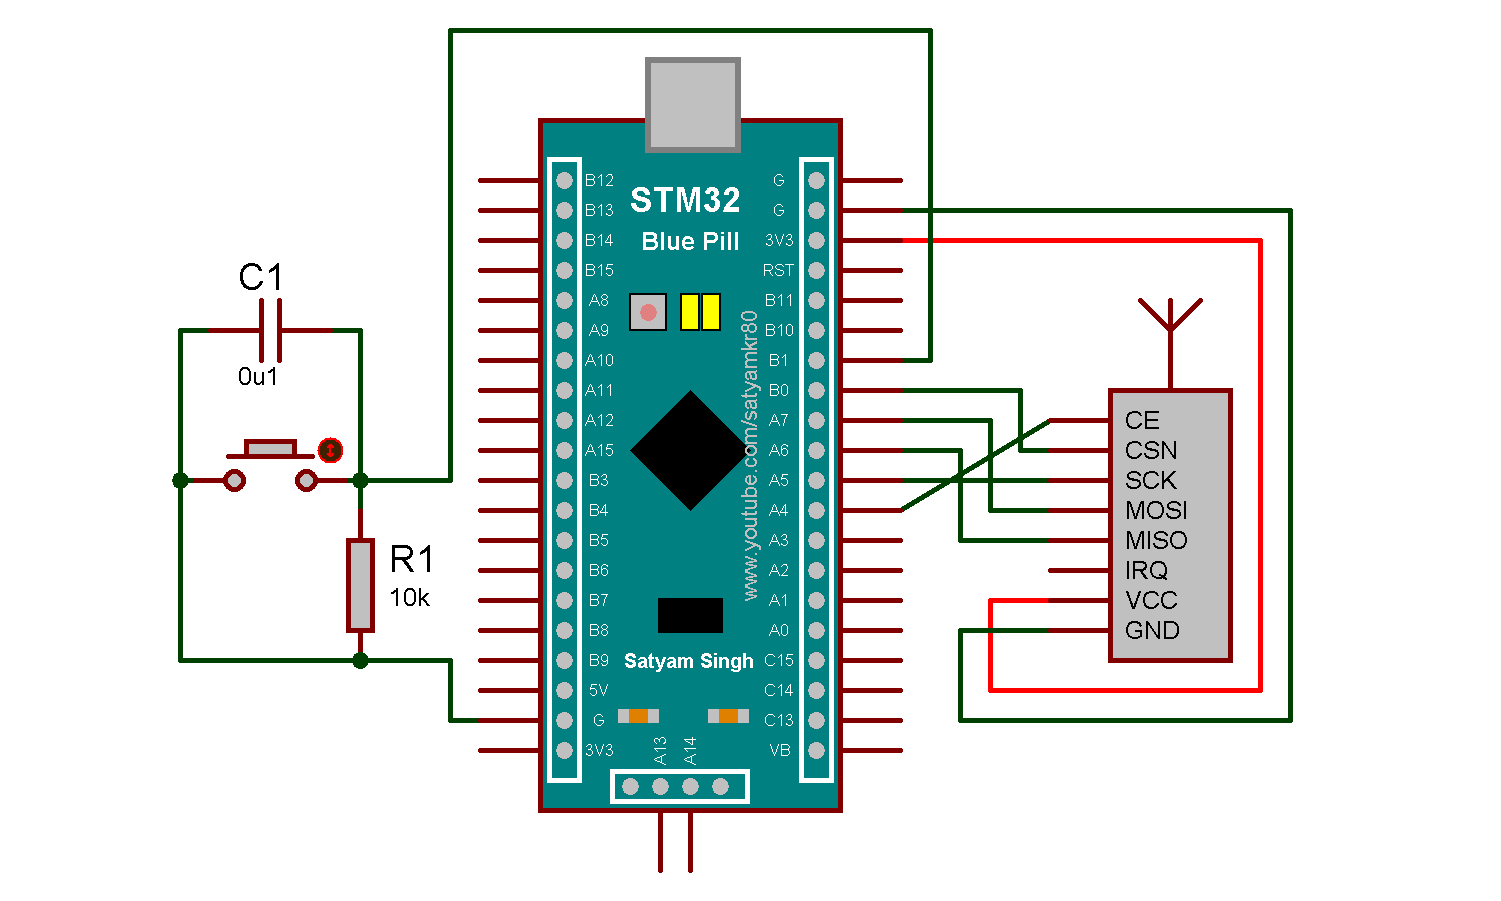 STM32
Blue Pill
www.youtube.com/satyamkr80
Satyam Singh
B12
B13
B14
B15
A8
A9
A10
A11
A12
A15
B3
B4
B5
B6
B7
B8
B9
5V
G
3V3
G
G
3V3
RST
B11
B10
B1
B0
A7
A6
A5
A4
A3
A2
A1
A0
C15
C14
C13
VB
A13
A14
C1
0u1
R1
10k
CE
CSN
SCK
MOSI
MISO
IRQ
VCC
GND